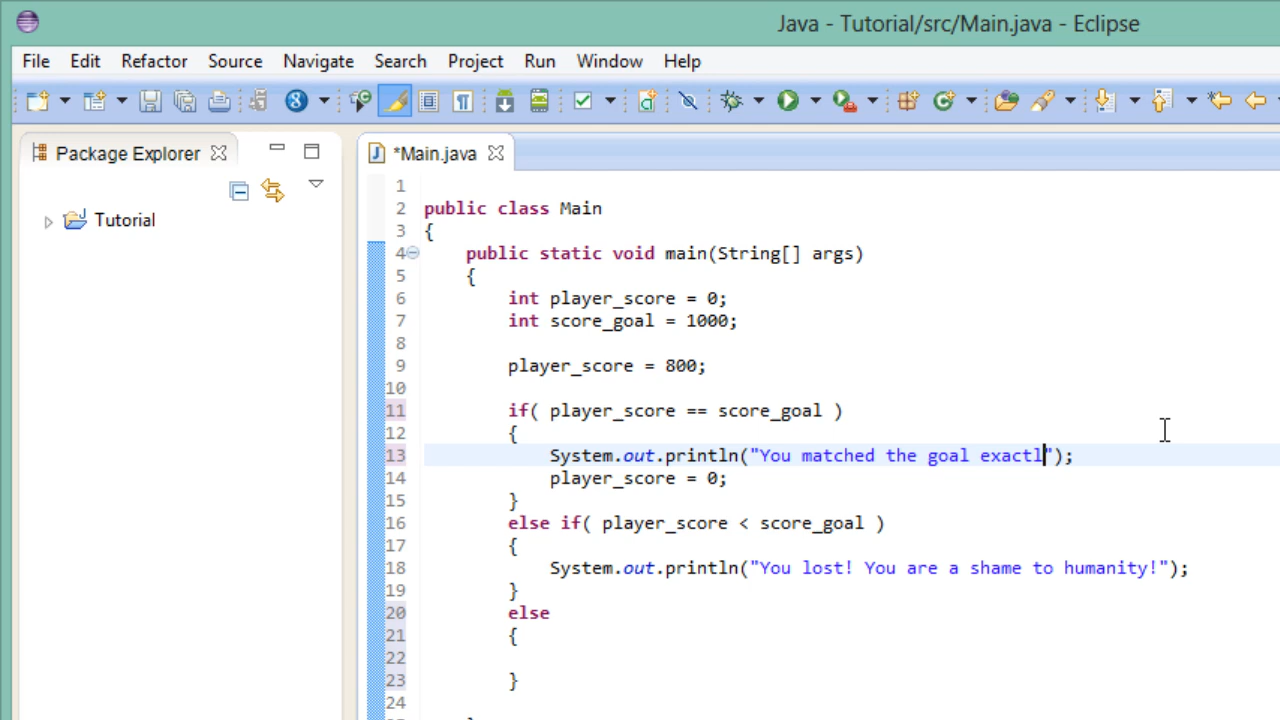 Java - Tutorial/src/Main.java - Eclipse
File Edit Refactor Source Navigate Search Project Run Window Help
Package Explorer
*Main.java
Tutorial
1
2 public class Main
3 {
4 public static void main(String[] args)
5 {
6 int player_score = 0;
7 int score_goal = 1000;
8
9 player_score = 800;
10
11 if( player_score == score_goal )
12 {
13 System.out.println("You matched the goal exactl");
14 player_score = 0;
15 }
16 else if( player_score < score_goal )
17 {
18 System.out.println("You lost! You are a shame to humanity!");
19 }
20 else
21 {
22
23 }
24